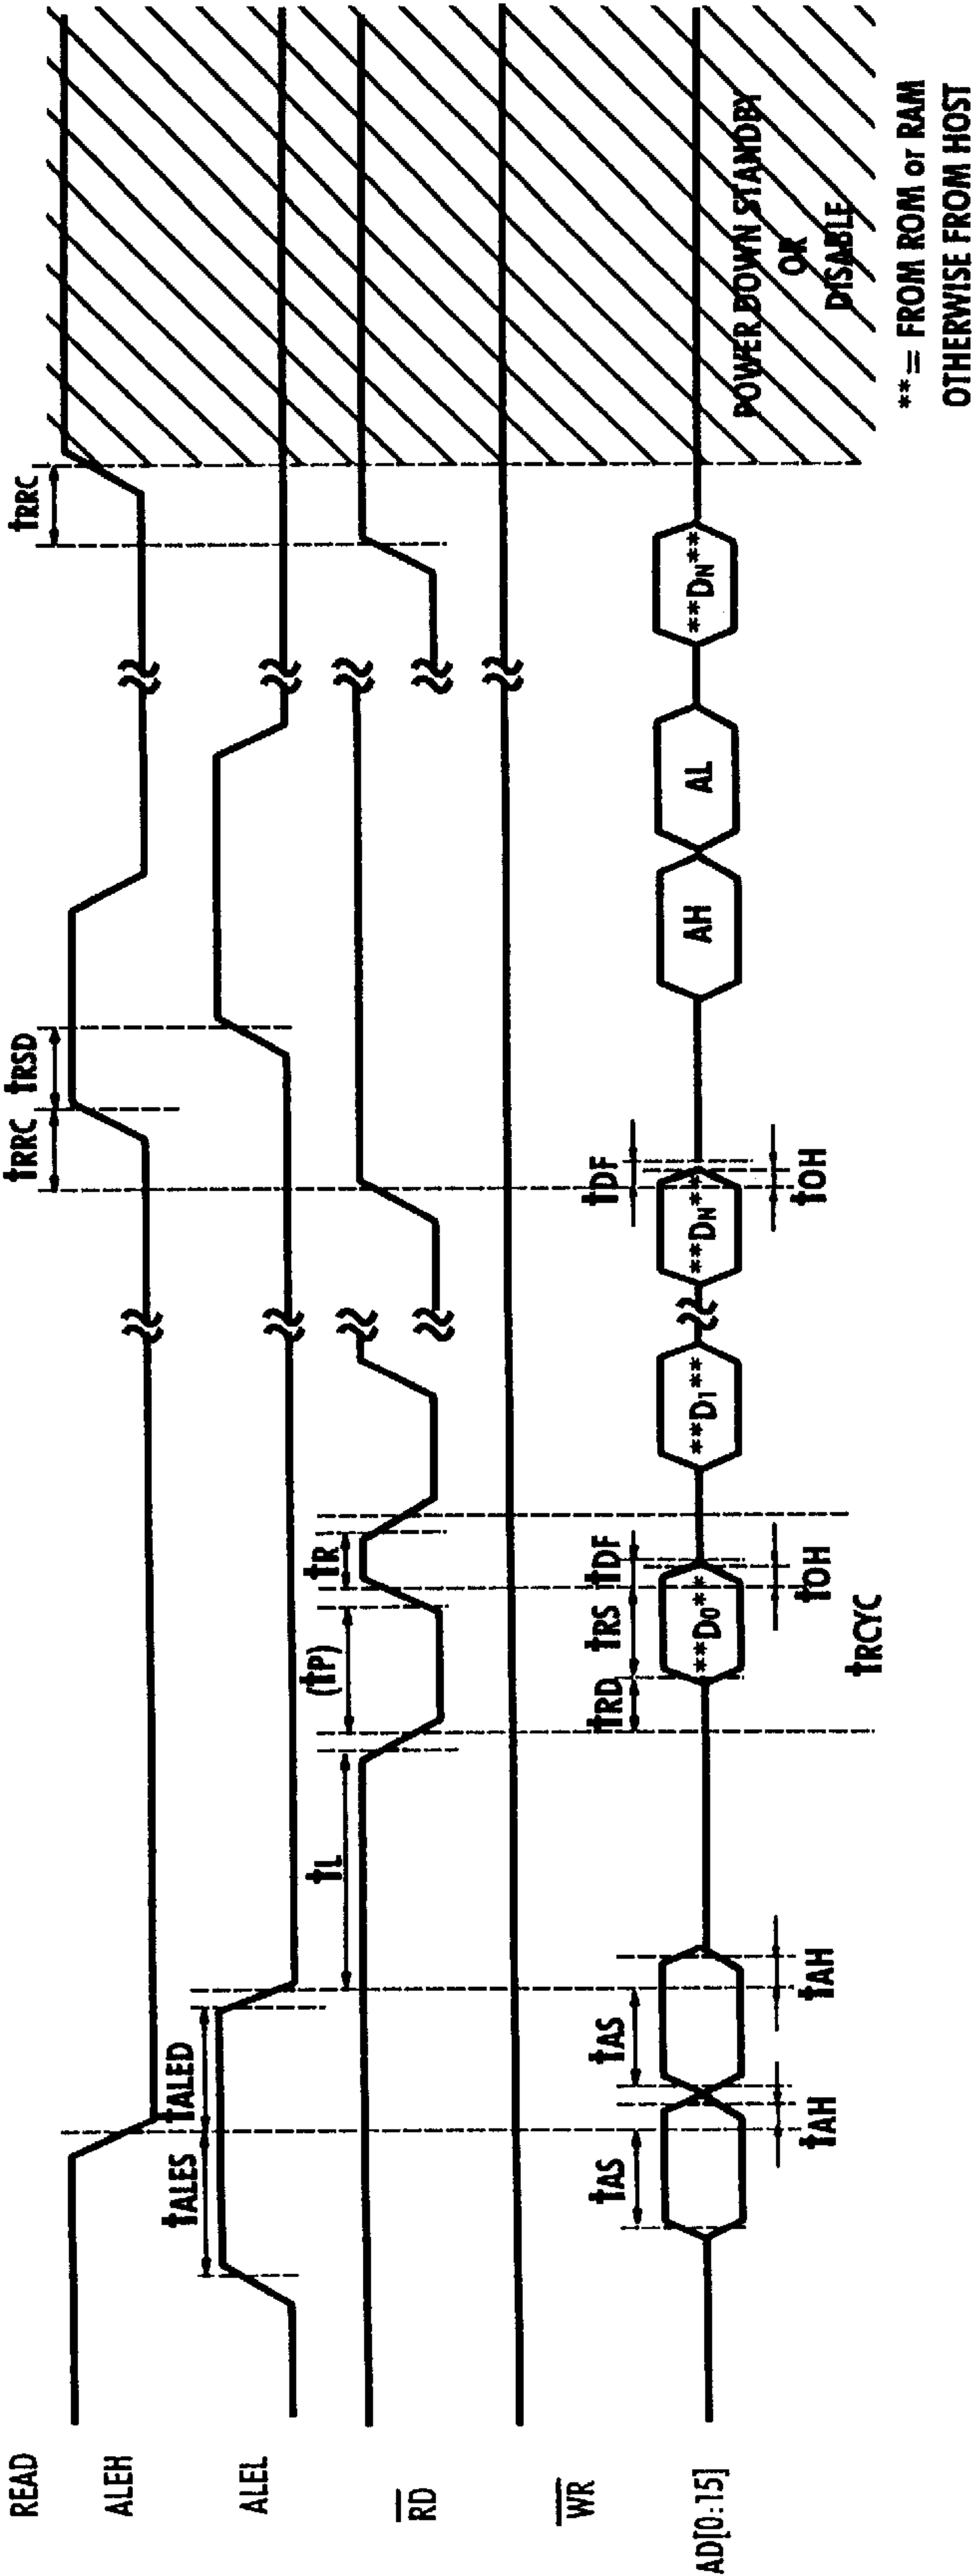 READ
ALEH
ALEL
RD
WR
AD[0:15]
tALES
tALED
tRRC
tRSD
tRRC
tL
(tP)
tR
tAS
tAS
tRD
tRS
tDF
tDF
**D0**
**D1**
**DN**
AH
AL
**DN**
tAH
tAH
tOH
tOH
tRCYC
POWER DOWN STANDBY
OR
DISABLE
**= FROM ROM or RAM
OTHERWISE FROM HOST